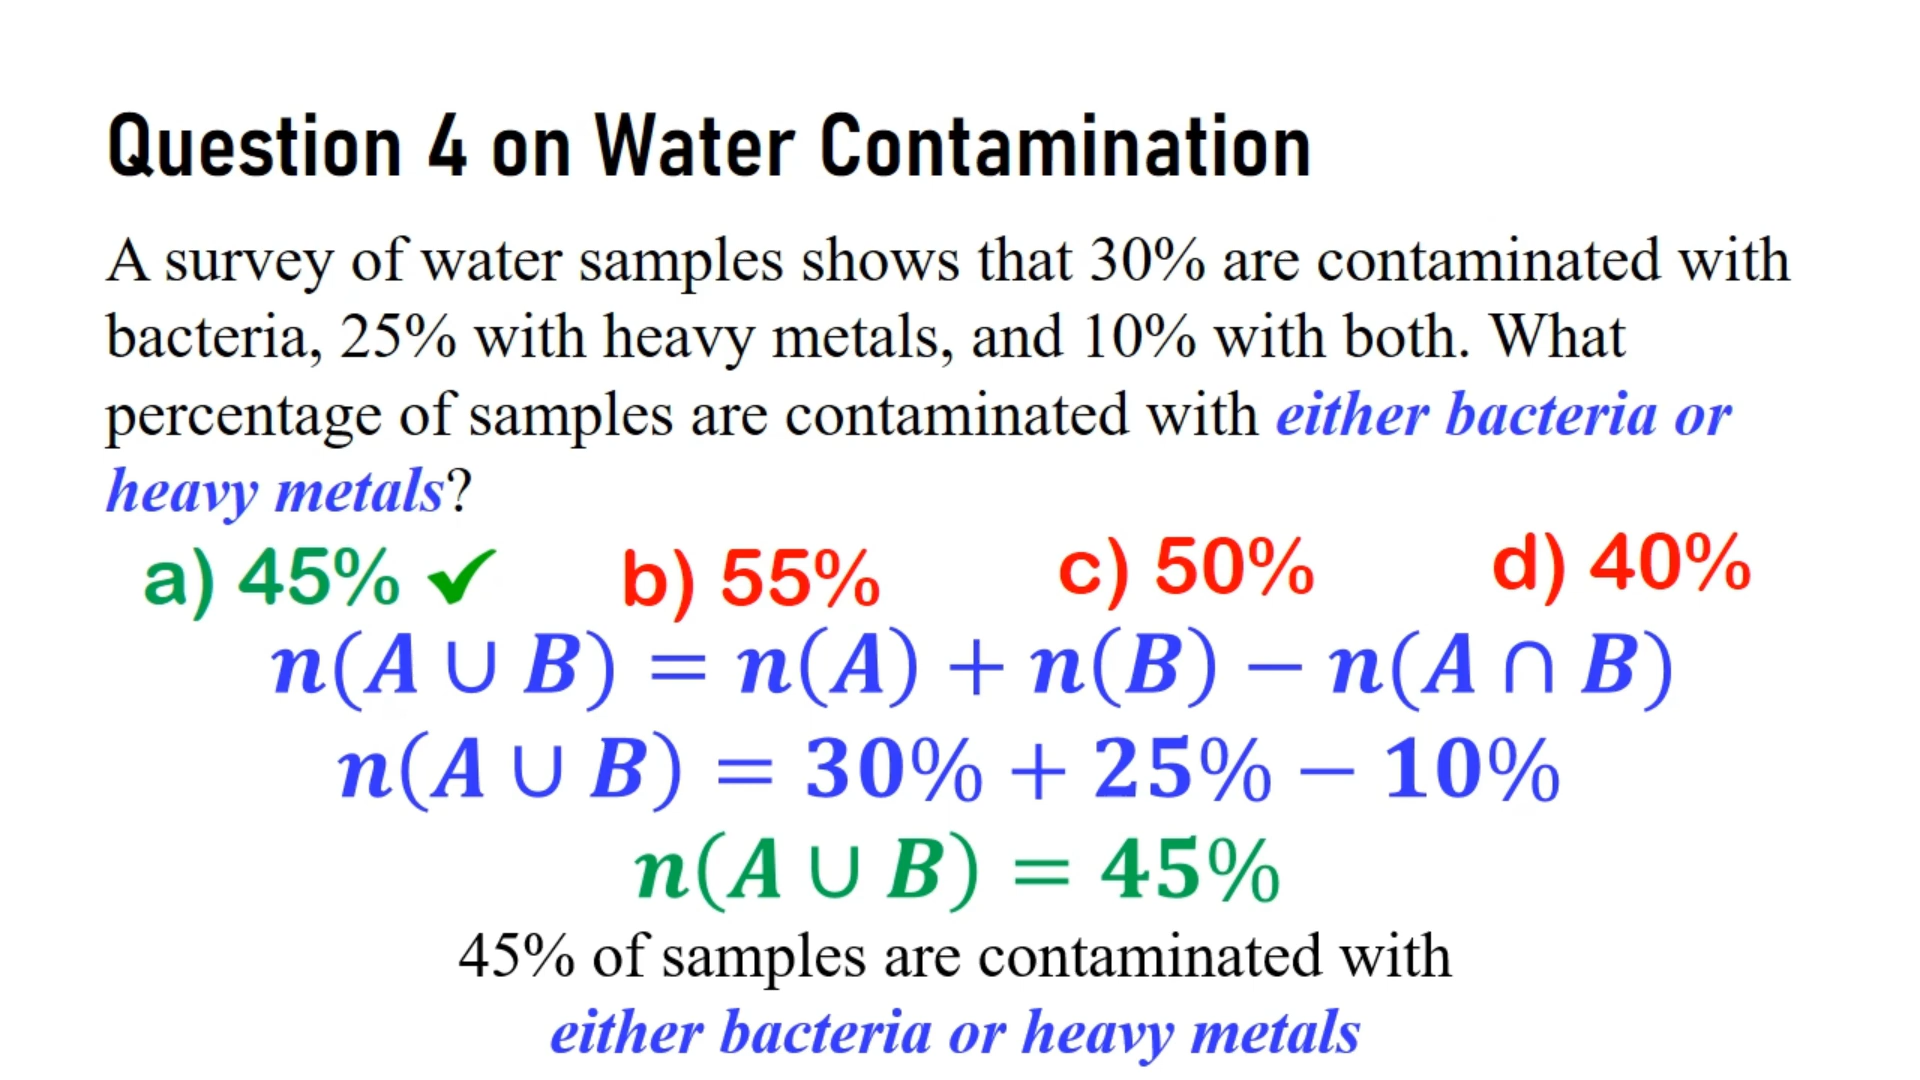 Question 4 on Water Contamination
A survey of water samples shows that 30% are contaminated with
bacteria, 25% with heavy metals, and 10% with both. What
percentage of samples are contaminated with either bacteria or
heavy metals?
a) 45% ✓ b) 55% c) 50% d) 40%
n(A ∪ B) = n(A) + n(B) − n(A ∩ B)
n(A ∪ B) = 30% + 25% − 10%
n(A ∪ B) = 45%
45% of samples are contaminated with
either bacteria or heavy metals